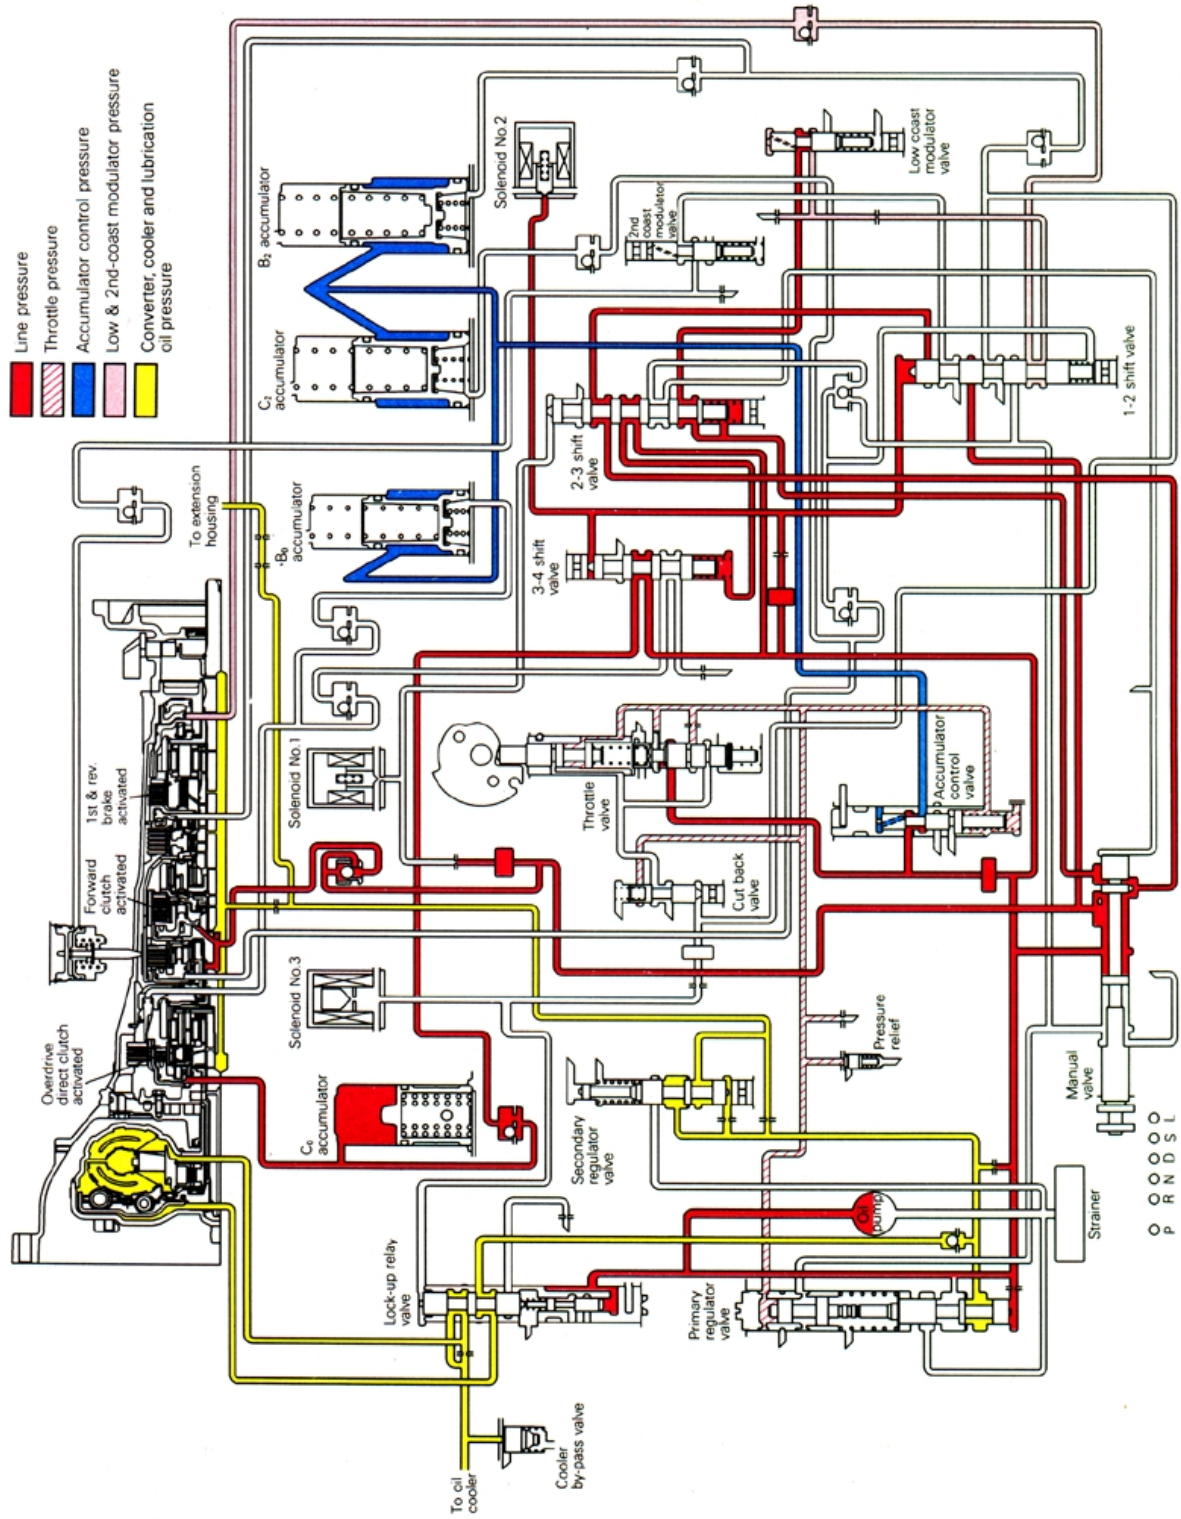 Line pressure
Throttle pressure
Accumulator control pressure
Low & 2nd-coast modulator pressure
Converter, cooler and lubrication
oil pressure
B2 accumulator
Solenoid No.2
C2
accumulator
2nd
coast
modulator
valve
Low coast
modulator
valve
To extension
housing
B0
accumulator
2-3 shift
valve
1-2 shift valve
3-4 shift
valve
1st & rev.
brake
activated
Forward
clutch
activated
Solenoid No.1
Throttle
valve
Accumulator
control
valve
Cut back
valve
Overdrive
direct clutch
activated
Solenoid No.3
C0
accumulator
Secondary
regulator
valve
Pressure
relief
Manual
valve
Lock-up relay
valve
Oil
pump
Strainer
Primary
regulator
valve
P R N D S L
To oil
cooler
Cooler
by-pass valve